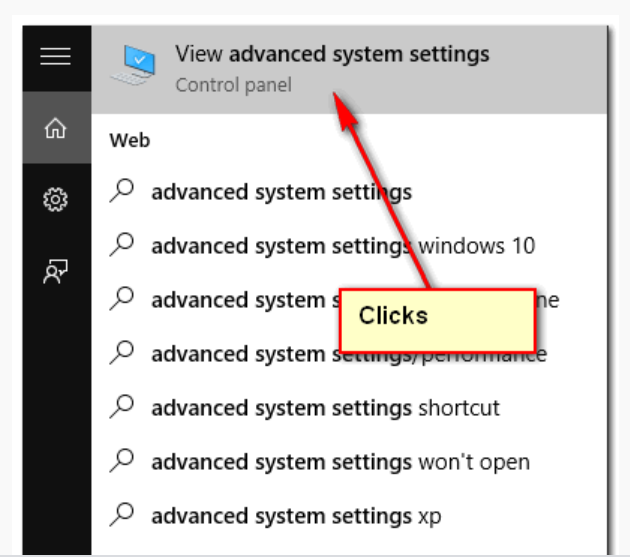 View advanced system settings
Control panel
Web
advanced system settings
advanced system settings windows 10
advanced system ne
Clicks
advanced system settings/performance
advanced system settings shortcut
advanced system settings won't open
advanced system settings xp